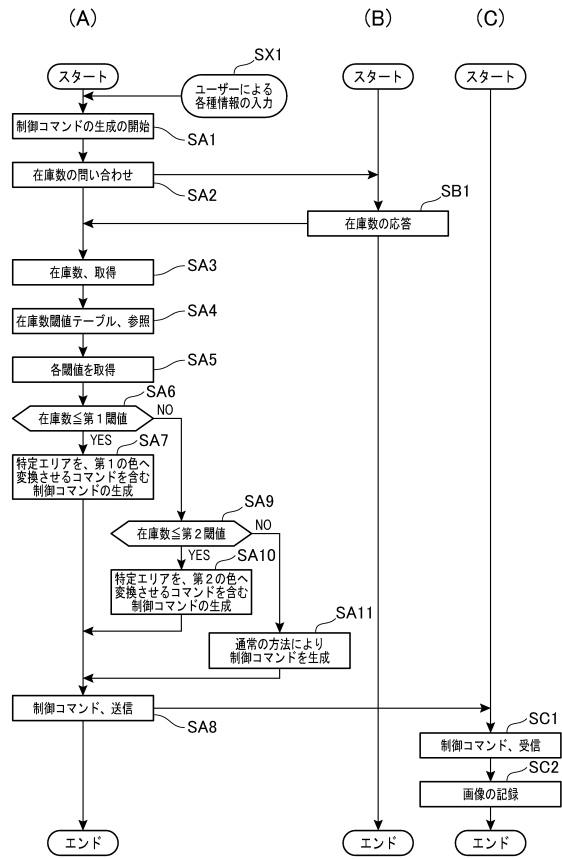 (A)
(B)
(C)
スタート
スタート
スタート
SX1
ユーザーによる
各種情報の入力
制御コマンドの生成の開始
SA1
在庫数の問い合わせ
SA2
SB1
在庫数の応答
在庫数、取得
SA3
在庫数閾値テーブル、参照
SA4
各閾値を取得
SA5
SA6
在庫数≦第1閾値
NO
YES
SA7
特定エリアを、第1の色へ
変換させるコマンドを含む
制御コマンドの生成
SA9
在庫数≦第2閾値
NO
YES
SA10
特定エリアを、第2の色へ
変換させるコマンドを含む
制御コマンドの生成
SA11
通常の方法により
制御コマンドを生成
制御コマンド、送信
SA8
SC1
制御コマンド、受信
SC2
画像の記録
エンド
エンド
エンド